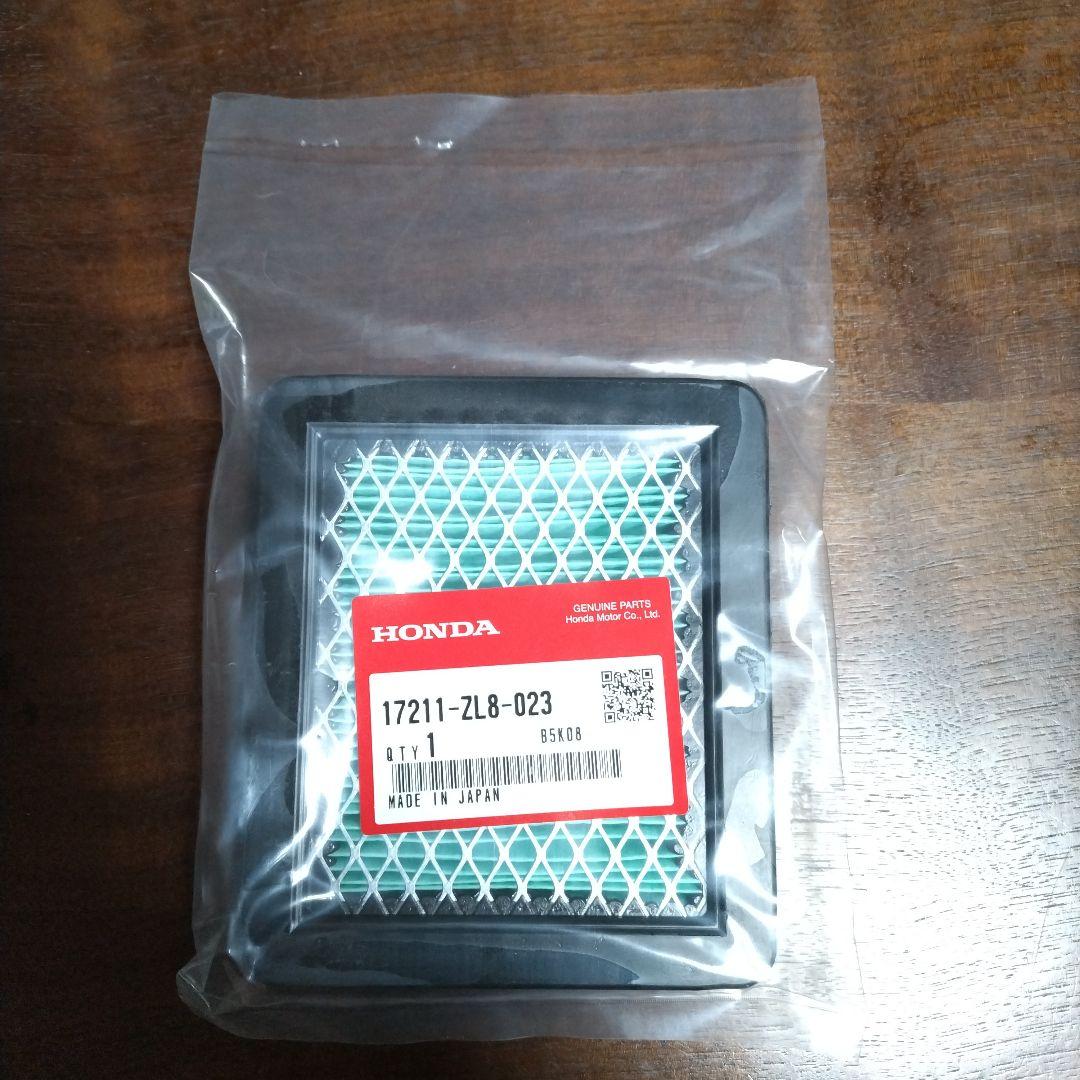 HONDA
GENUINE PARTS
Honda Motor Co., Ltd.
17211-ZL8-023
QTY 1
B5K08
MADE IN JAPAN